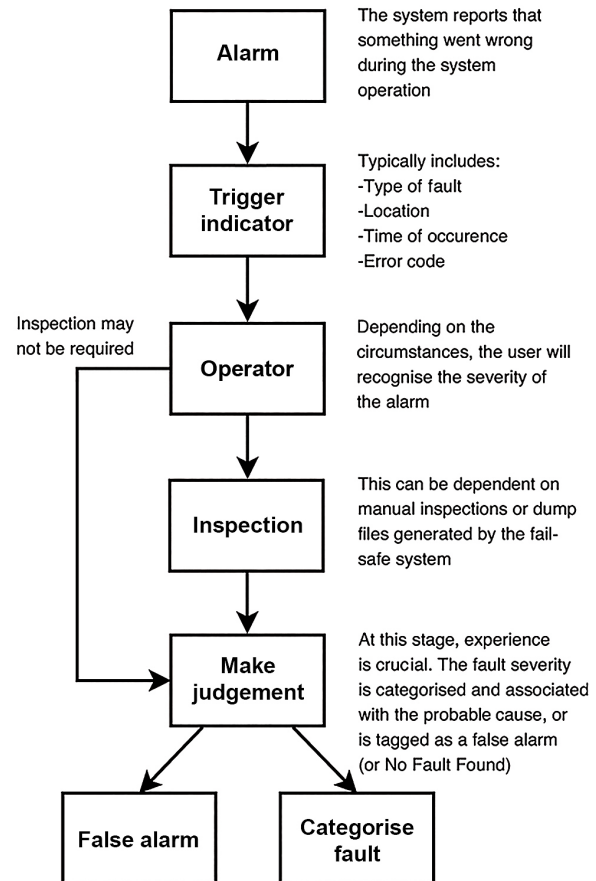 Alarm
The system reports that
something went wrong
during the system
operation
Trigger
indicator
Typically includes:
-Type of fault
-Location
-Time of occurence
-Error code
Inspection may
not be required
Operator
Depending on the
circumstances, the user will
recognise the severity of
the alarm
Inspection
This can be dependent on
manual inspections or dump
files generated by the fail-
safe system
Make
judgement
At this stage, experience
is crucial. The fault severity
is categorised and associated
with the probable cause, or
is tagged as a false alarm
(or No Fault Found)
False alarm
Categorise
fault